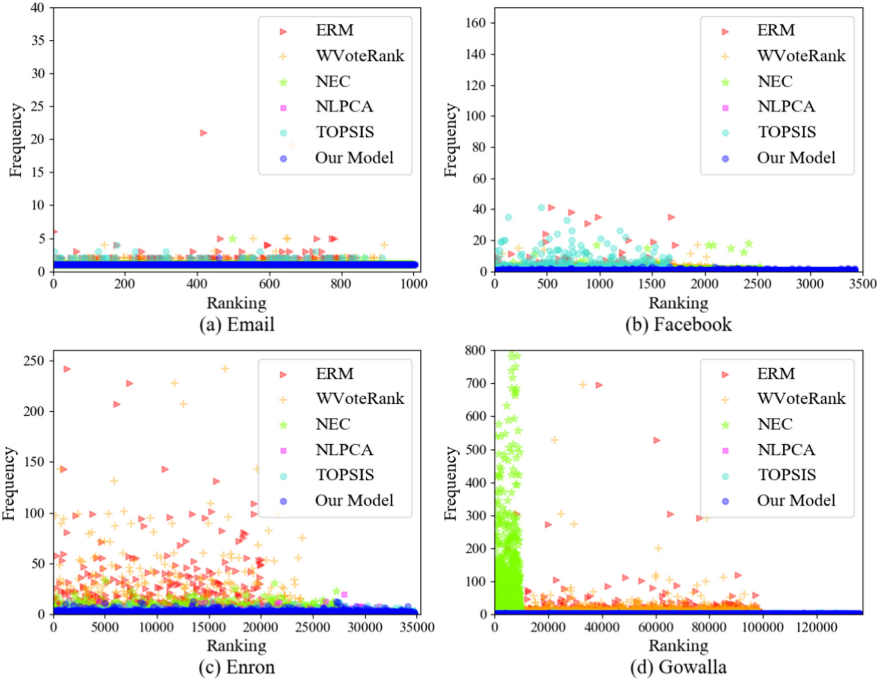 40
35
30
25
20
15
10
5
0
Frequency
0 200 400 600 800 1000
Ranking
ERM
WVoteRank
NEC
NLPCA
TOPSIS
Our Model
(a) Email
160
140
120
100
80
60
40
20
0
Frequency
0 500 1000 1500 2000 2500 3000 3500
Ranking
ERM
WVoteRank
NEC
NLPCA
TOPSIS
Our Model
(b) Facebook
250
200
150
100
50
0
Frequency
0 5000 10000 15000 20000 25000 30000 35000
Ranking
ERM
WVoteRank
NEC
NLPCA
TOPSIS
Our Model
(c) Enron
800
700
600
500
400
300
200
100
0
Frequency
0 20000 40000 60000 80000 100000 120000
Ranking
ERM
WVoteRank
NEC
NLPCA
TOPSIS
Our Model
(d) Gowalla